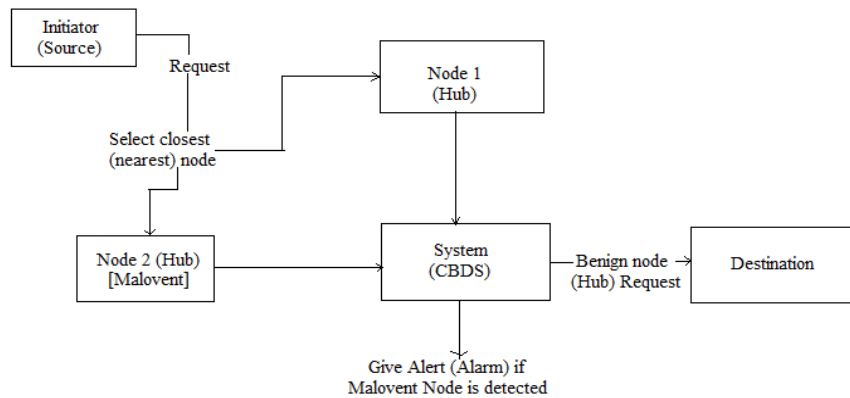 Initiator
(Source)
Request
Node 1
(Hub)
Select closest
(nearest) node
Node 2 (Hub)
[Malovent]
System
(CBDS)
Benign node
(Hub) Request
Destination
Give Alert (Alarm) if
Malovent Node is detected